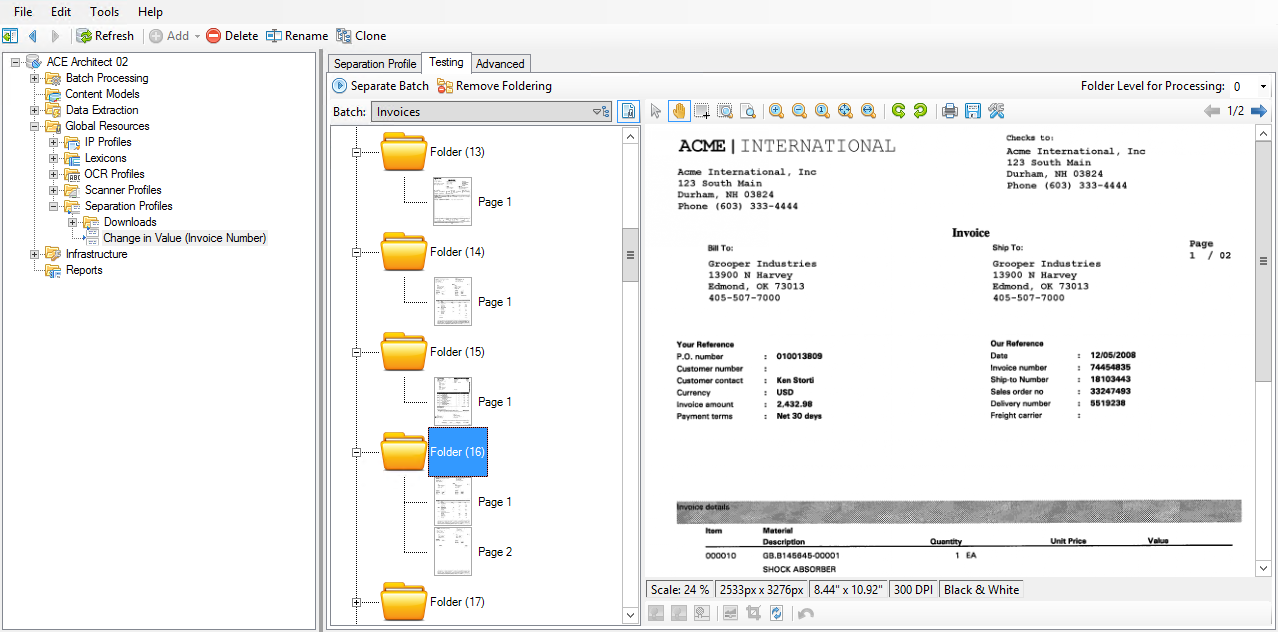 File Edit Tools Help
Refresh Add Delete Rename Clone
ACE Architect 02
Batch Processing
Content Models
Data Extraction
Global Resources
IP Profiles
Lexicons
OCR Profiles
Scanner Profiles
Separation Profiles
Downloads
Change in Value (Invoice Number)
Infrastructure
Reports
Separation Profile Testing Advanced
Separate Batch Remove Foldering
Folder Level for Processing: 0
Batch: Invoices
1/2
Folder (13)
Page 1
Folder (14)
Page 1
Folder (15)
Page 1
Folder (16)
Page 1
Page 2
Folder (17)
ACME | INTERNATIONAL
Acme International, Inc
123 South Main
Durham, NH 03824
Phone (603) 333-4444
Checks to:
Acme International, Inc
123 South Main
Durham, NH 03824
Phone (603) 333-4444
Invoice
Bill To:
Grooper Industries
13900 N Harvey
Edmond, OK 73013
405-507-7000
Ship To:
Grooper Industries
13900 N Harvey
Edmond, OK 73013
405-507-7000
Page
1 / 02
Your Reference
P.O. number : 010013809
Customer number :
Customer contact : Ken Storti
Currency : USD
Invoice amount : 2,432.98
Payment terms : Net 30 days
Our Reference
Date : 12/05/2008
Invoice number : 74454835
Ship-to Number : 18103443
Sales order no : 33247493
Delivery number : 5519238
Freight carrier :
Invoice details
Item Material
Description Quantity Unit Price Value
000010 GB.B145645-00001 1 EA
SHOCK ABSORBER
Scale: 24 % 2533px x 3276px 8.44" x 10.92" 300 DPI Black & White